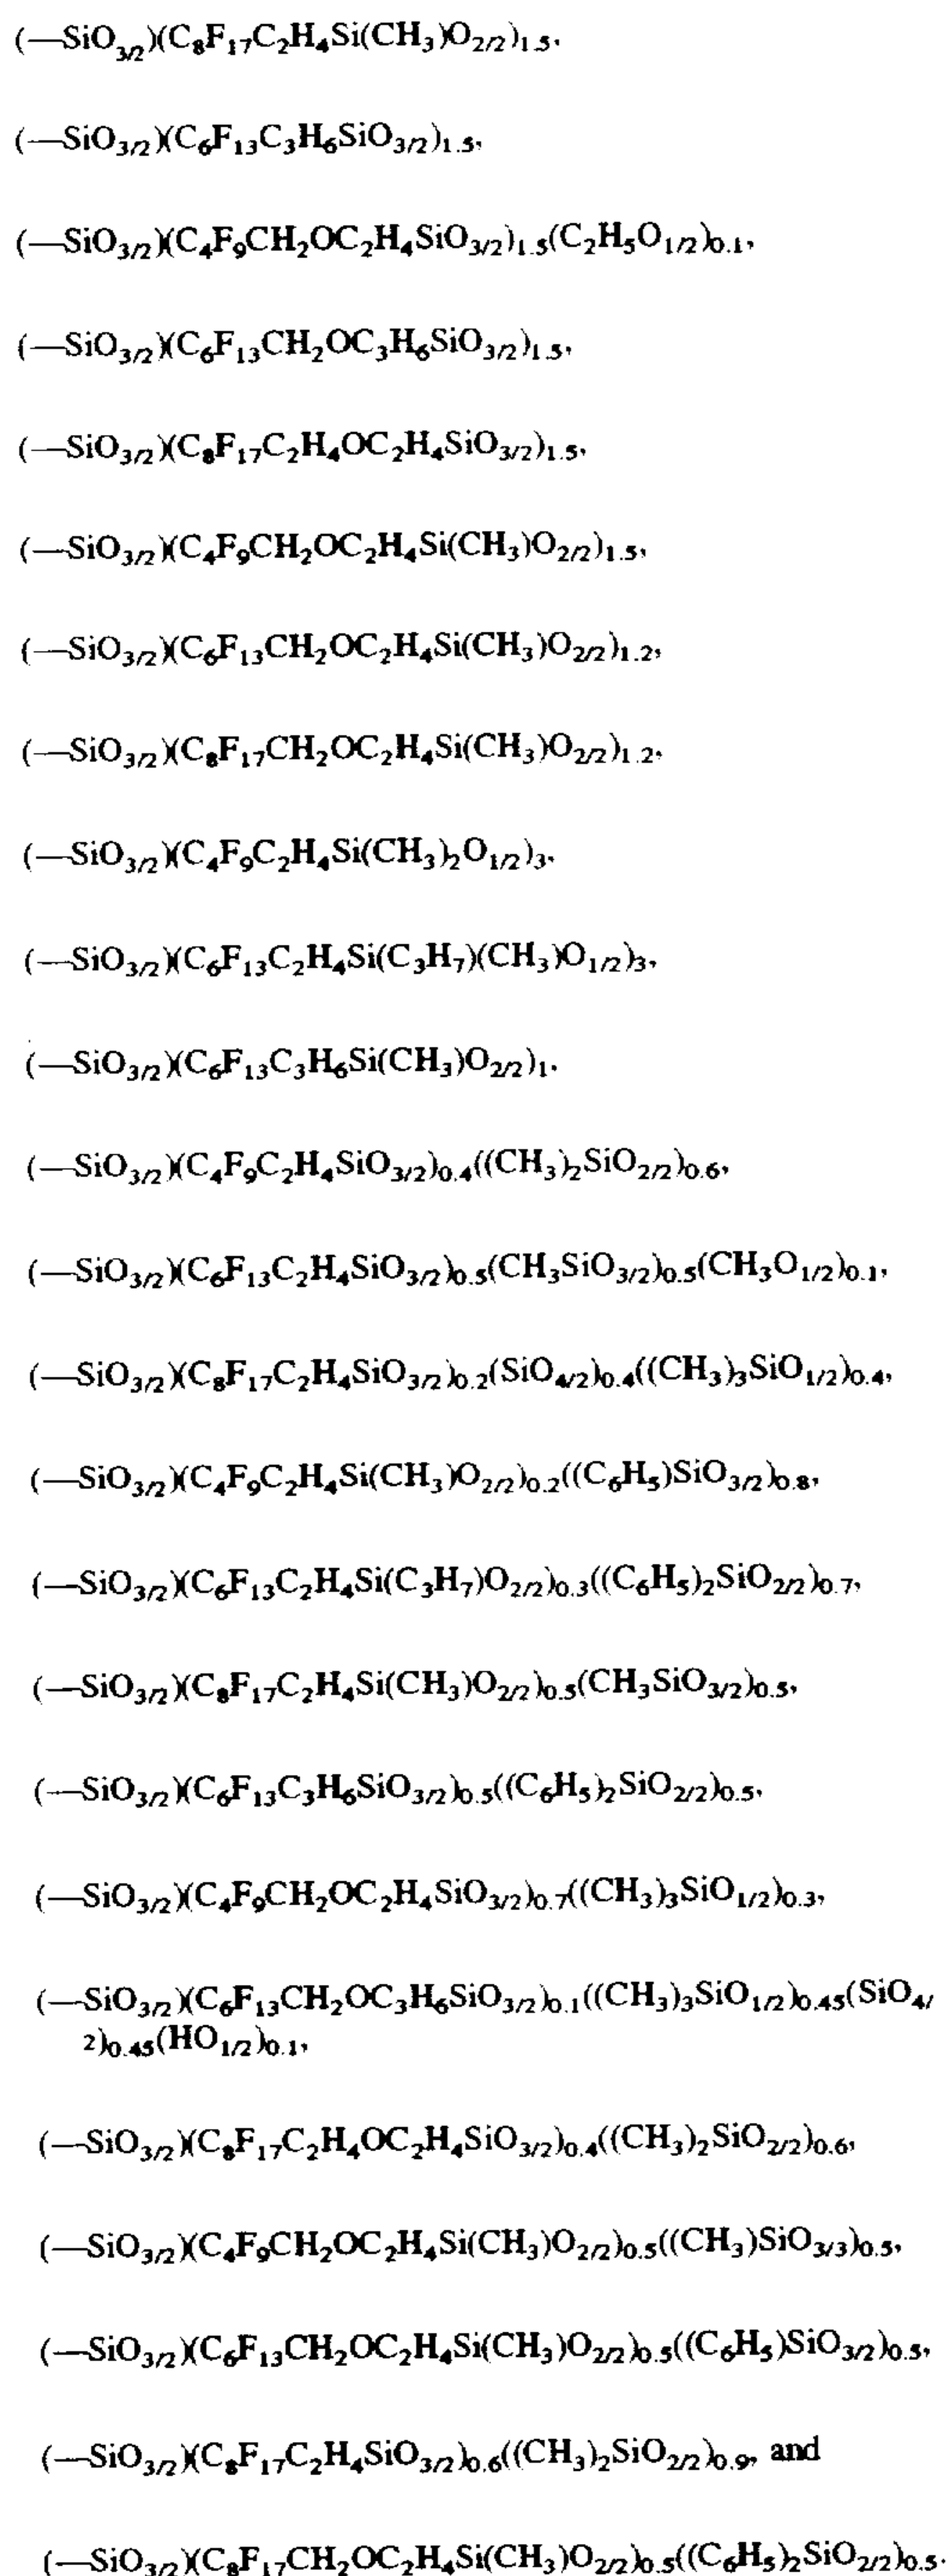 (—SiO3/2)(C8F17C2H4Si(CH3)O2/2)1.5,
(—SiO3/2)(C6F13C3H6SiO3/2)1.5,
(—SiO3/2)(C4F9CH2OC2H4SiO3/2)1.5(C2H5O1/2)0.1,
(—SiO3/2)(C6F13CH2OC3H6SiO3/2)1.5,
(—SiO3/2)(C8F17C2H4OC2H4SiO3/2)1.5,
(—SiO3/2)(C4F9CH2OC2H4Si(CH3)O2/2)1.5,
(—SiO3/2)(C6F13CH2OC2H4Si(CH3)O2/2)1.2,
(—SiO3/2)(C8F17CH2OC2H4Si(CH3)O2/2)1.2,
(—SiO3/2)(C4F9C2H4Si(CH3)2O1/2)3,
(—SiO3/2)(C6F13C2H4Si(C3H7)(CH3)O1/2)3,
(—SiO3/2)(C6F13C3H6Si(CH3)O2/2)1.
(—SiO3/2)(C4F9C2H4SiO3/2)0.4((CH3)2SiO2/2)0.6,
(—SiO3/2)(C6F13C2H4SiO3/2)0.5(CH3SiO3/2)0.5(CH3O1/2)0.1,
(—SiO3/2)(C8F17C2H4SiO3/2)0.2(SiO4/2)0.4((CH3)3SiO1/2)0.4,
(—SiO3/2)(C4F9C2H4Si(CH3)O2/2)0.2((C6H5)SiO3/2)0.8,
(—SiO3/2)(C6F13C2H4Si(C3H7)O2/2)0.3((C6H5)2SiO2/2)0.7,
(—SiO3/2)(C8F17C2H4Si(CH3)O2/2)0.5(CH3SiO3/2)0.5,
(—SiO3/2)(C6F13C3H6SiO3/2)0.5((C6H5)2SiO2/2)0.5,
(—SiO3/2)(C4F9CH2OC2H4SiO3/2)0.7((CH3)3SiO1/2)0.3,
(—SiO3/2)(C6F13CH2OC3H6SiO3/2)0.1((CH3)3SiO1/2)0.45(SiO4/
2)0.45(HO1/2)0.1,
(—SiO3/2)(C8F17C2H4OC2H4SiO3/2)0.4((CH3)2SiO2/2)0.6,
(—SiO3/2)(C4F9CH2OC2H4Si(CH3)O2/2)0.5((CH3)SiO3/3)0.5,
(—SiO3/2)(C6F13CH2OC2H4Si(CH3)O2/2)0.5((C6H5)SiO3/2)0.5,
(—SiO3/2)(C8F17C2H4SiO3/2)0.6((CH3)2SiO2/2)0.9, and
(—SiO3/2)(C8F17CH2OC2H4Si(CH3)O2/2)0.5((C6H5)2SiO2/2)0.5.